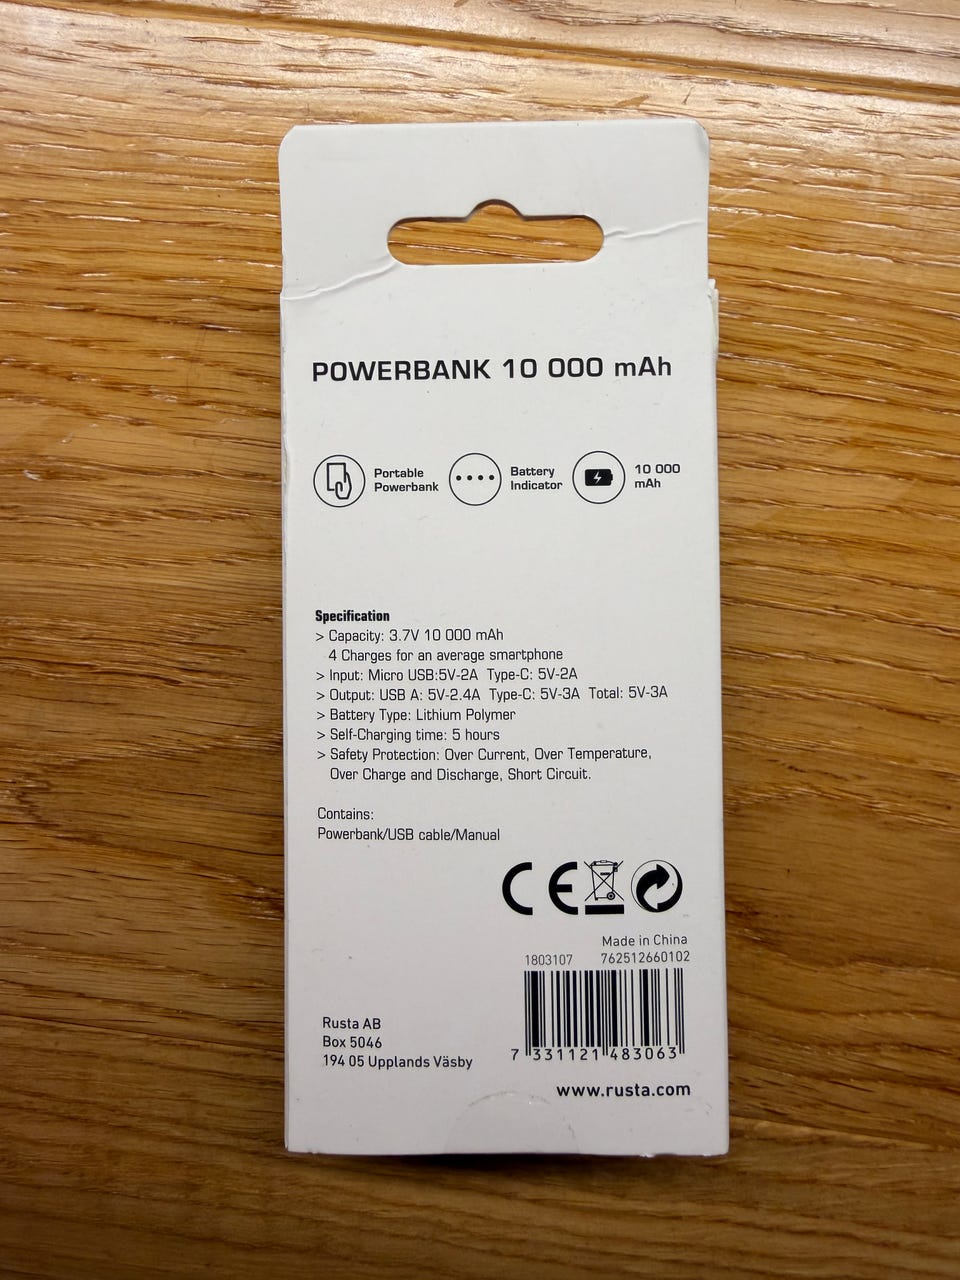 POWERBANK 10 000 mAh
Portable
Powerbank
Battery
Indicator
10 000
mAh
Specification
> Capacity: 3.7V 10 000 mAh
4 Charges for an average smartphone
> Input: Micro USB:5V-2A Type-C: 5V-2A
> Output: USB A: 5V-2.4A Type-C: 5V-3A Total: 5V-3A
> Battery Type: Lithium Polymer
> Self-Charging time: 5 hours
> Safety Protection: Over Current, Over Temperature,
Over Charge and Discharge, Short Circuit.
Contains:
Powerbank/USB cable/Manual
CE
Made in China
1803107 762512660102
7 331121 483063
Rusta AB
Box 5046
194 05 Upplands Väsby
www.rusta.com